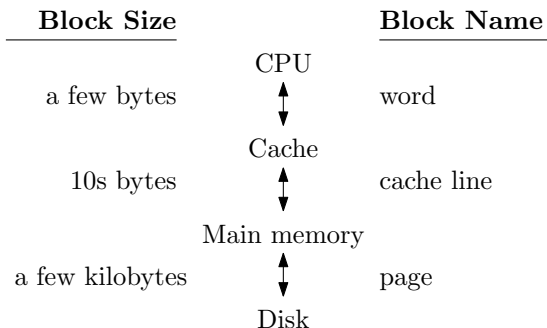 Block Size Block Name
CPU
a few bytes word
Cache
10s bytes cache line
Main memory
a few kilobytes page
Disk